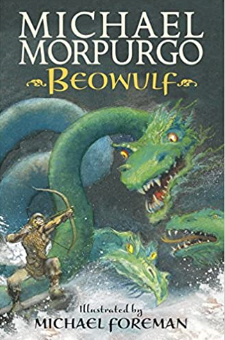 MICHAEL
MORPURGO
BEOWULF
Illustrated by
MICHAEL FOREMAN